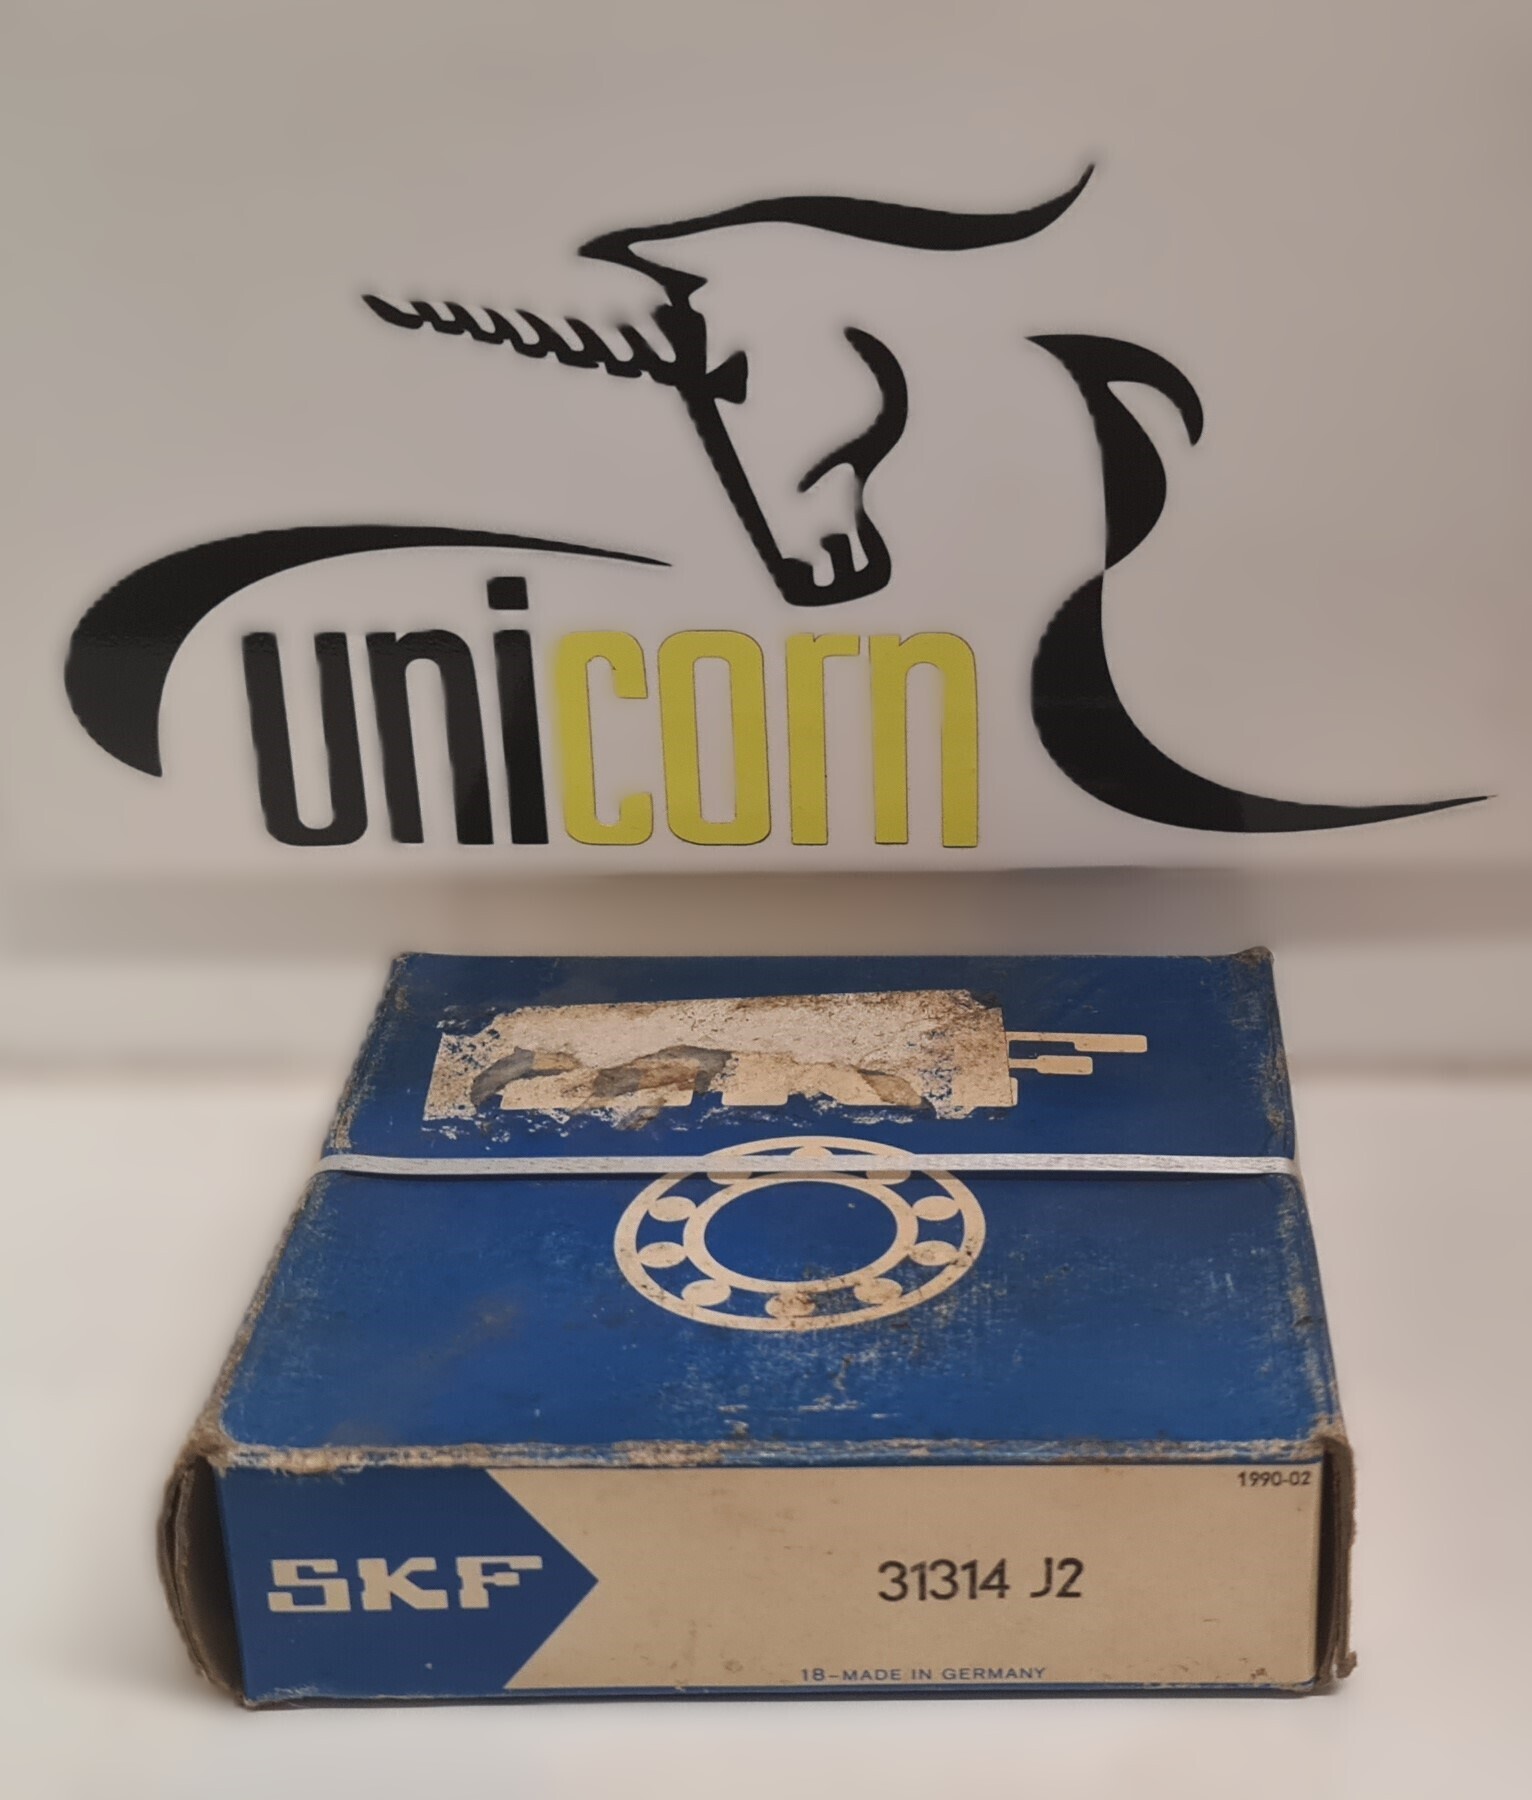 unicorn
1990-02
SKF
31314 J2
18-MADE IN GERMANY